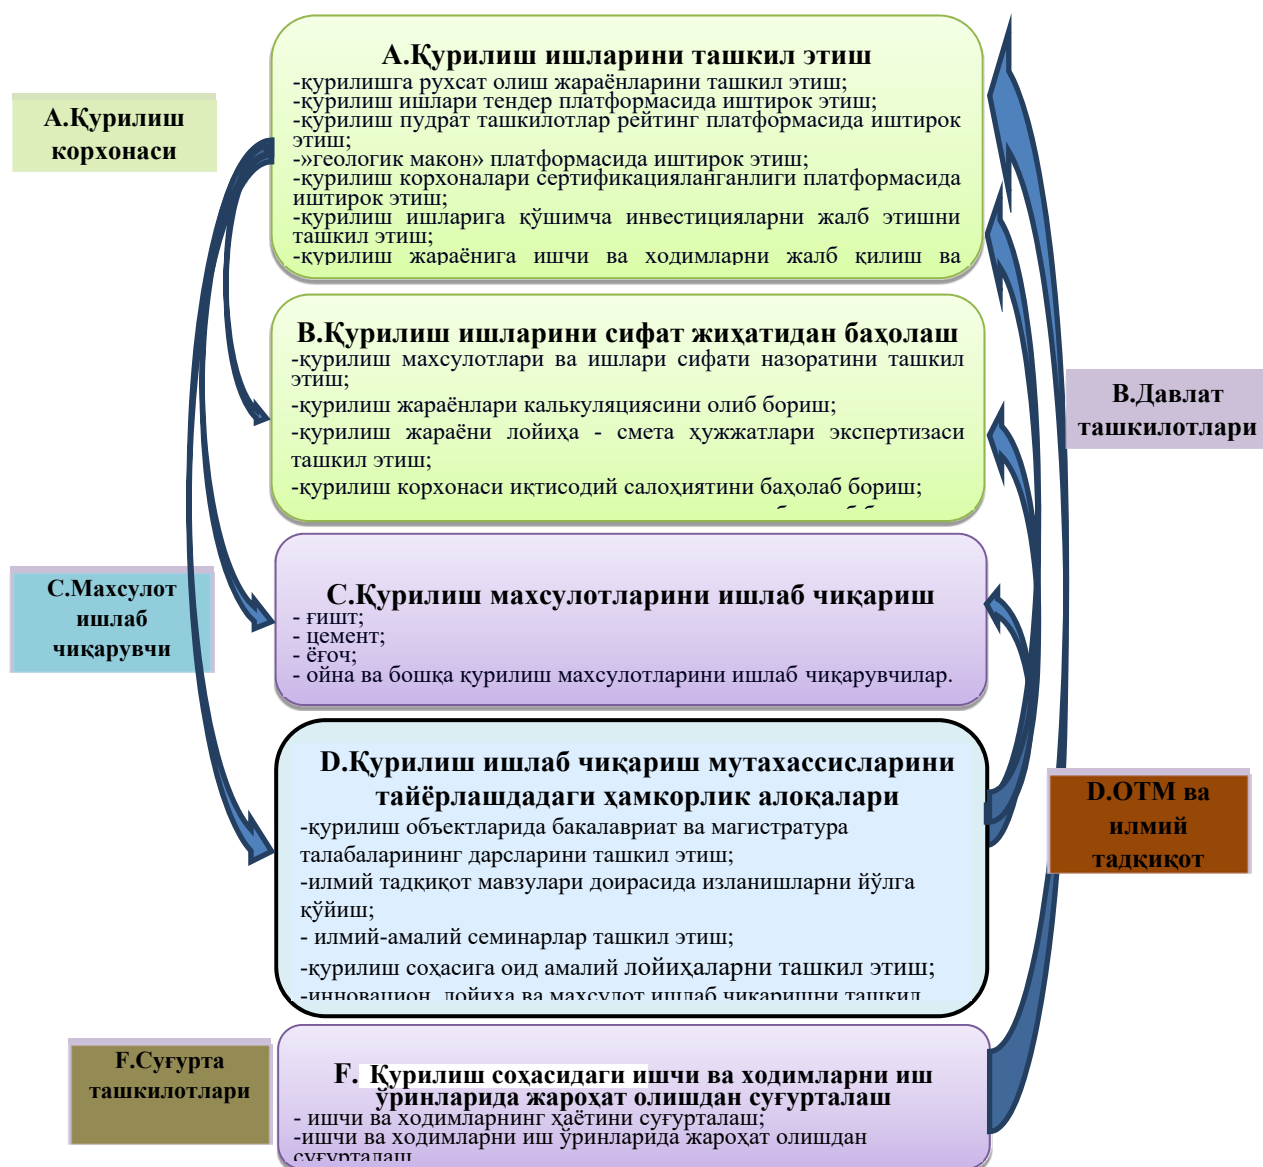 А.Қурилиш ишларини ташкил этиш
-қурилишга рухсат олиш жараёнларини ташкил этиш;
-қурилиш ишлари тендер платформасида иштирок этиш;
-қурилиш пудрат ташкилотлар рейтинг платформасида иштирок
этиш;
-»геологик макон» платформасида иштирок этиш;
-қурилиш корхоналари сертификацияланганлиги платформасида
иштирок этиш;
-қурилиш ишларига қўшимча инвестицияларни жалб этишни
ташкил этиш;
-қурилиш жараёнига ишчи ва ходимларни жалб қилиш ва
А.Қурилиш
корхонаси
В.Қурилиш ишларини сифат жиҳатидан баҳолаш
-қурилиш махсулотлари ва ишлари сифати назоратини ташкил
этиш;
-қурилиш жараёнлари калькуляциясини олиб бориш;
-қурилиш жараёни лойиҳа - смета ҳужжатлари экспертизаси
ташкил этиш;
-қурилиш корхонаси иқтисодий салоҳиятини баҳолаб бориш;
В.Давлат
ташкилотлари
С.Қурилиш махсулотларини ишлаб чиқариш
- ғишт;
- цемент;
- ёғоч;
- ойна ва бошқа қурилиш махсулотларини ишлаб чиқарувчилар.
С.Махсулот
ишлаб
чиқарувчи
D.Қурилиш ишлаб чиқариш мутахассисларини
тайёрлашдадаги ҳамкорлик алоқалари
-қурилиш объектларида бакалавриат ва магистратура
талабаларининг дарсларини ташкил этиш;
-илмий тадқиқот мавзулари доирасида изланишларни йўлга
қўйиш;
- илмий-амалий семинарлар ташкил этиш;
-қурилиш соҳасига оид амалий лойиҳаларни ташкил этиш;
-инновацион лойиҳа ва махсулот ишлаб чиқаришни ташкил
D.ОТМ ва
илмий
тадқиқот
F. Қурилиш соҳасидаги ишчи ва ходимларни иш
ўринларида жароҳат олишдан суғурталаш
- ишчи ва ходимларнинг ҳаётини суғурталаш;
-ишчи ва ходимларни иш ўринларида жароҳат олишдан
суғурталаш
F.Суғурта
ташкилотлари